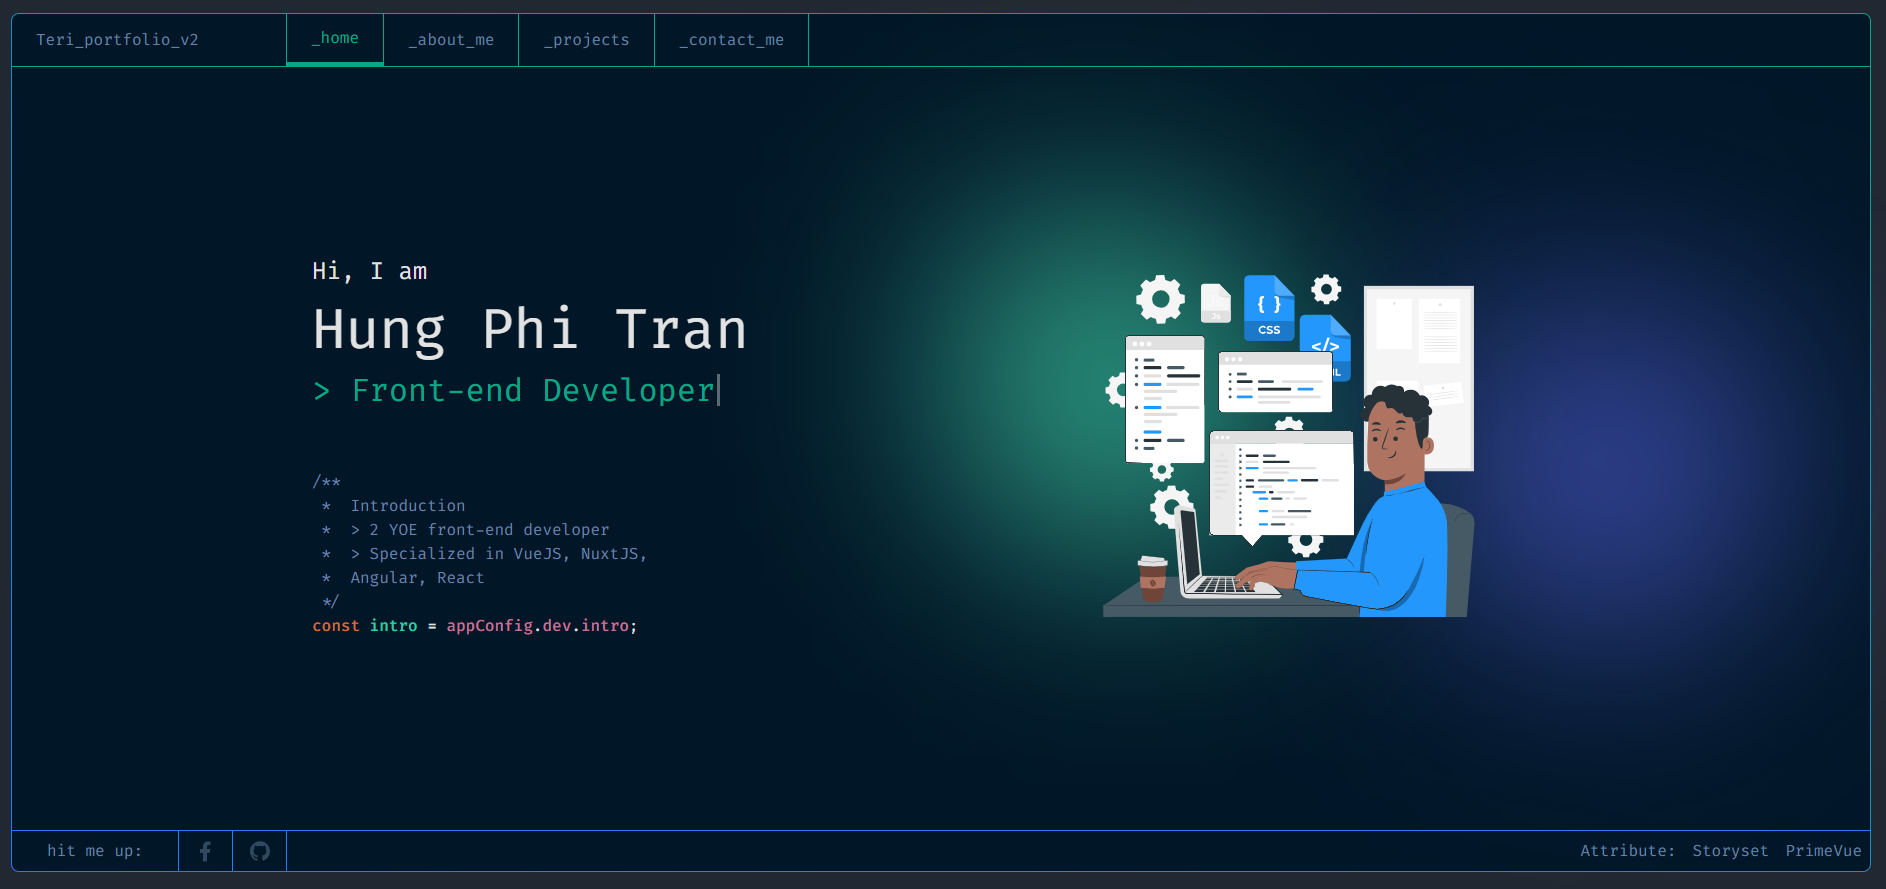 Teri_portfolio_v2 _home _about_me _projects _contact_me
Hi, I am
Hung Phi Tran
> Front-end Developer
/**
* Introduction
* > 2 YOE front-end developer
* > Specialized in VueJS, NuxtJS,
* Angular, React
*/
const intro = appConfig.dev.intro;
Js
{ }
CSS
</>
hit me up:
Attribute: Storyset PrimeVue